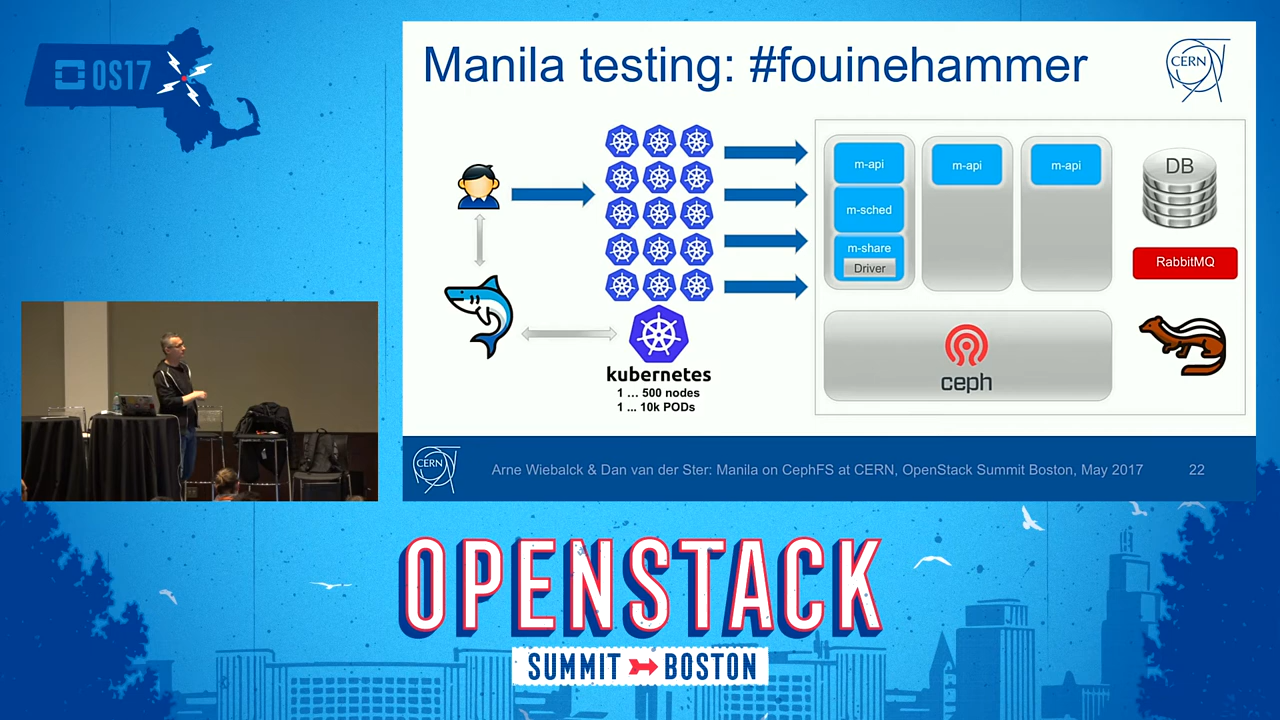 OS17
Manila testing: #fouinehammer
CERN
m-api
m-api
m-api
m-sched
m-share
Driver
DB
RabbitMQ
kubernetes
1 ... 500 nodes
1 ... 10k PODs
ceph
CERN
Arne Wiebalck & Dan van der Ster: Manila on CephFS at CERN, OpenStack Summit Boston, May 2017
22
OPENSTACK
SUMMIT BOSTON